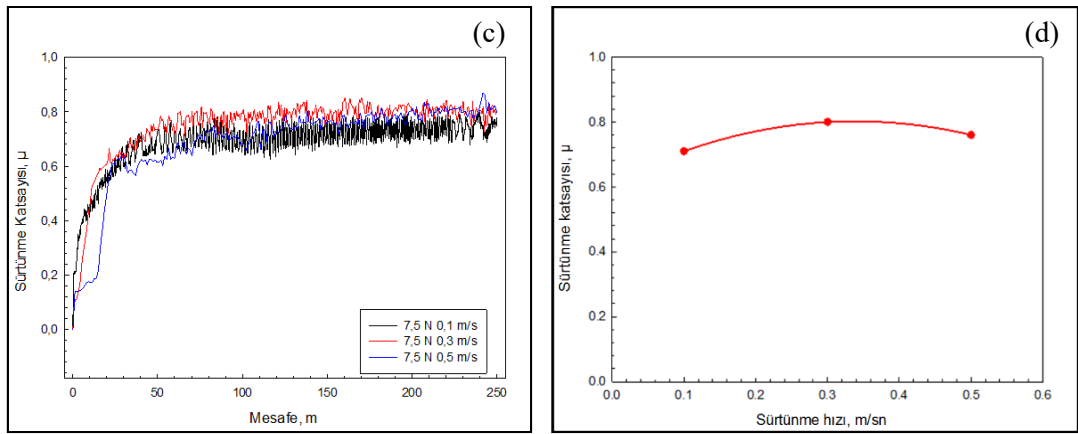 (c)
1,0
0,8
0,6
0,4
0,2
0,0
Sürtünme Katsayısı, µ
0 50 100 150 200 250
Mesafe, m
7,5 N 0,1 m/s
7,5 N 0,3 m/s
7,5 N 0,5 m/s
(d)
1.0
0.8
0.6
0.4
0.2
0.0
Sürtünme katsayısı, µ
0.0 0.1 0.2 0.3 0.4 0.5 0.6
Sürtünme hızı, m/sn